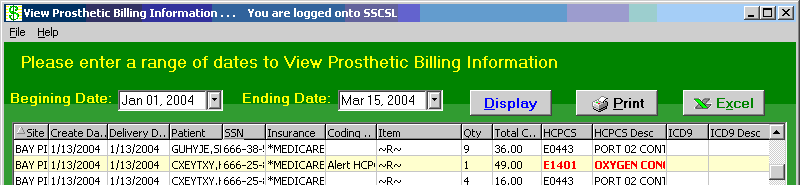 View Prosthetic Billing Information . . .   You are logged onto SSCSL
File Help
Please enter a range of dates to View Prosthetic Billing Information
Begining Date: Jan 01, 2004 Ending Date: Mar 15, 2004 Display Print Excel
Site Create Da... Delivery D... Patient SSN Insurance Coding ... Item Qty Total C... HCPCS HCPCS Desc ICD9 ICD9 Desc
BAY PI 1/13/2004 1/13/2004 GUHYJE,S 666-38- *MEDICARE ~R~ 9 36.00 E0443 PORT 02 CONT
BAY PI 1/13/2004 1/13/2004 CXEYTXY, 666-25- *MEDICARE Alert HCP ~R~ 1 49.00 E1401 OXYGEN CON
BAY PI 1/13/2004 1/13/2004 CXEYTXY, 666-25- *MEDICARE ~R~ 4 16.00 E0443 PORT 02 CONT